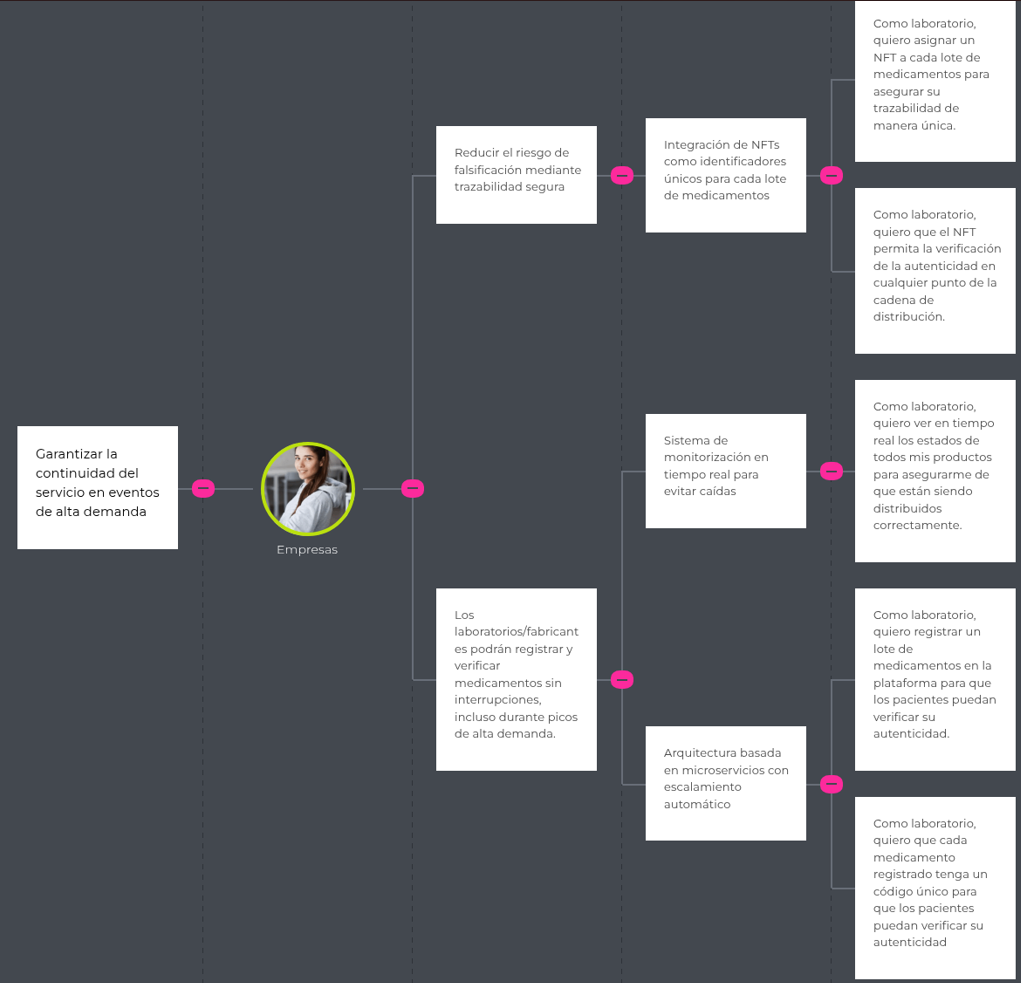 Garantizar la
continuidad del
servicio en eventos
de alta demanda
Empresas
Reducir el riesgo de
falsificación mediante
trazabilidad segura
Los
laboratorios/fabricant
es podrán registrar y
verificar
medicamentos sin
interrupciones,
incluso durante picos
de alta demanda.
Integración de NFTs
como identificadores
únicos para cada lote
de medicamentos
Sistema de
monitorización en
tiempo real para
evitar caídas
Arquitectura basada
en microservicios con
escalamiento
automático
Como laboratorio,
quiero asignar un
NFT a cada lote de
medicamentos para
asegurar su
trazabilidad de
manera única.
Como laboratorio,
quiero que el NFT
permita la verificación
de la autenticidad en
cualquier punto de la
cadena de
distribución.
Como laboratorio,
quiero ver en tiempo
real los estados de
todos mis productos
para asegurarme de
que están siendo
distribuidos
correctamente.
Como laboratorio,
quiero registrar un
lote de
medicamentos en la
plataforma para que
los pacientes puedan
verificar su
autenticidad.
Como laboratorio,
quiero que cada
medicamento
registrado tenga un
código único para
que los pacientes
puedan verificar su
autenticidad